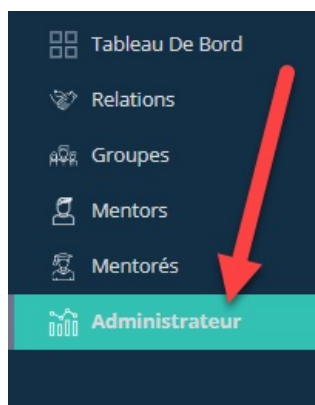 Tableau De Bord
Relations
Groupes
Mentors
Mentorés
Administrateur